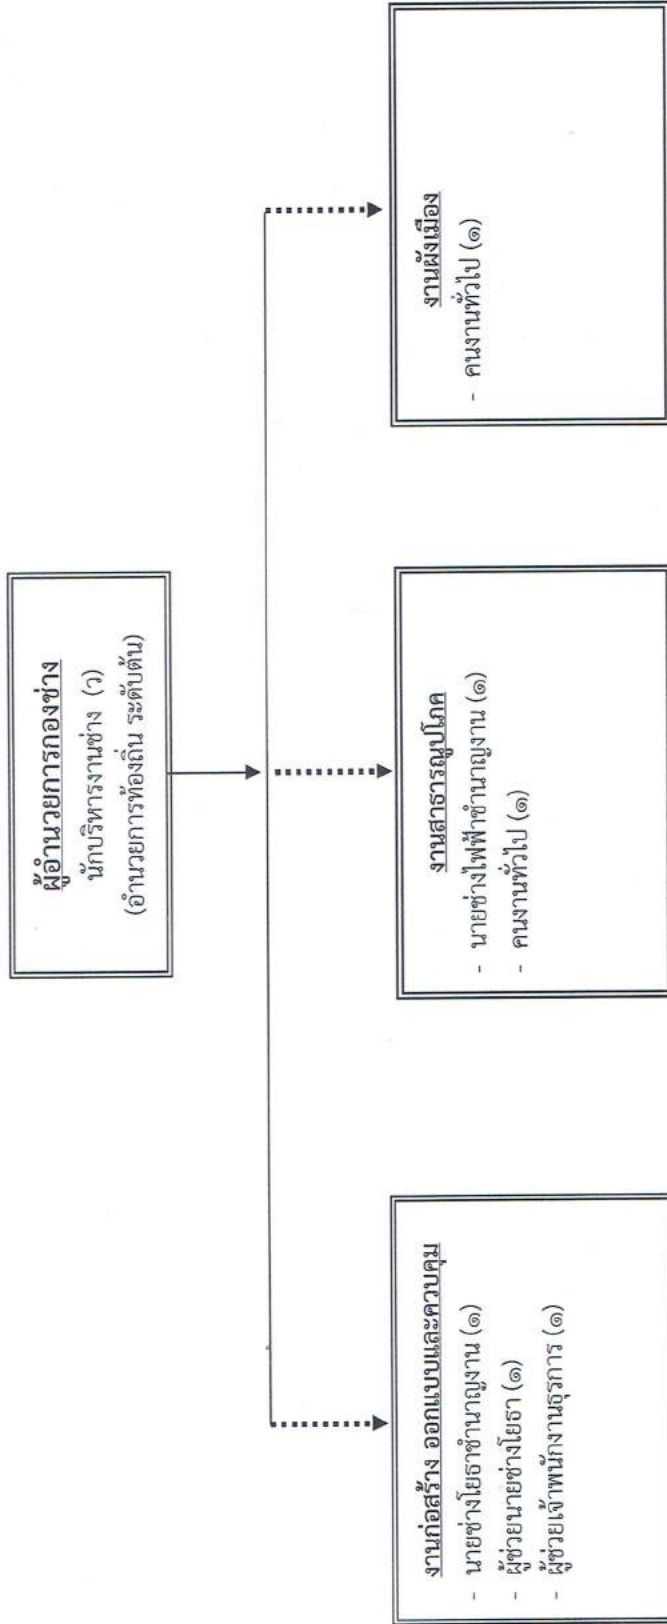 ผู้อำนวยการกองช่าง
นักบริหารงานช่าง (ว)
(อำนวยการท้องถิ่น ระดับต้น)
งานก่อสร้าง ออกแบบและควบคุม
- นายช่างโยธาชำนาญงาน (๑)
- ผู้ช่วยนายช่างโยธา (๑)
- ผู้ช่วยเจ้าพนักงานธุรการ (๑)
งานสาธารณูปโภค
- นายช่างไฟฟ้าชำนาญงาน (๑)
- คนงานทั่วไป (๑)
งานผังเมือง
- คนงานทั่วไป (๑)